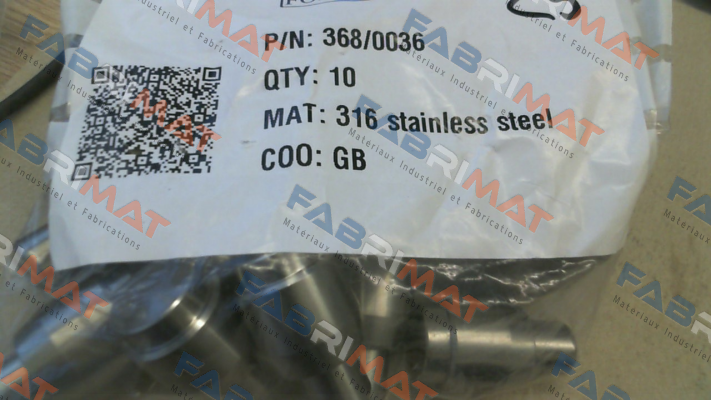 P/N: 368/0036
QTY: 10
MAT: 316 stainless steel
COO: GB
FABRIMAT
Materiaux Industriel et Fabrications